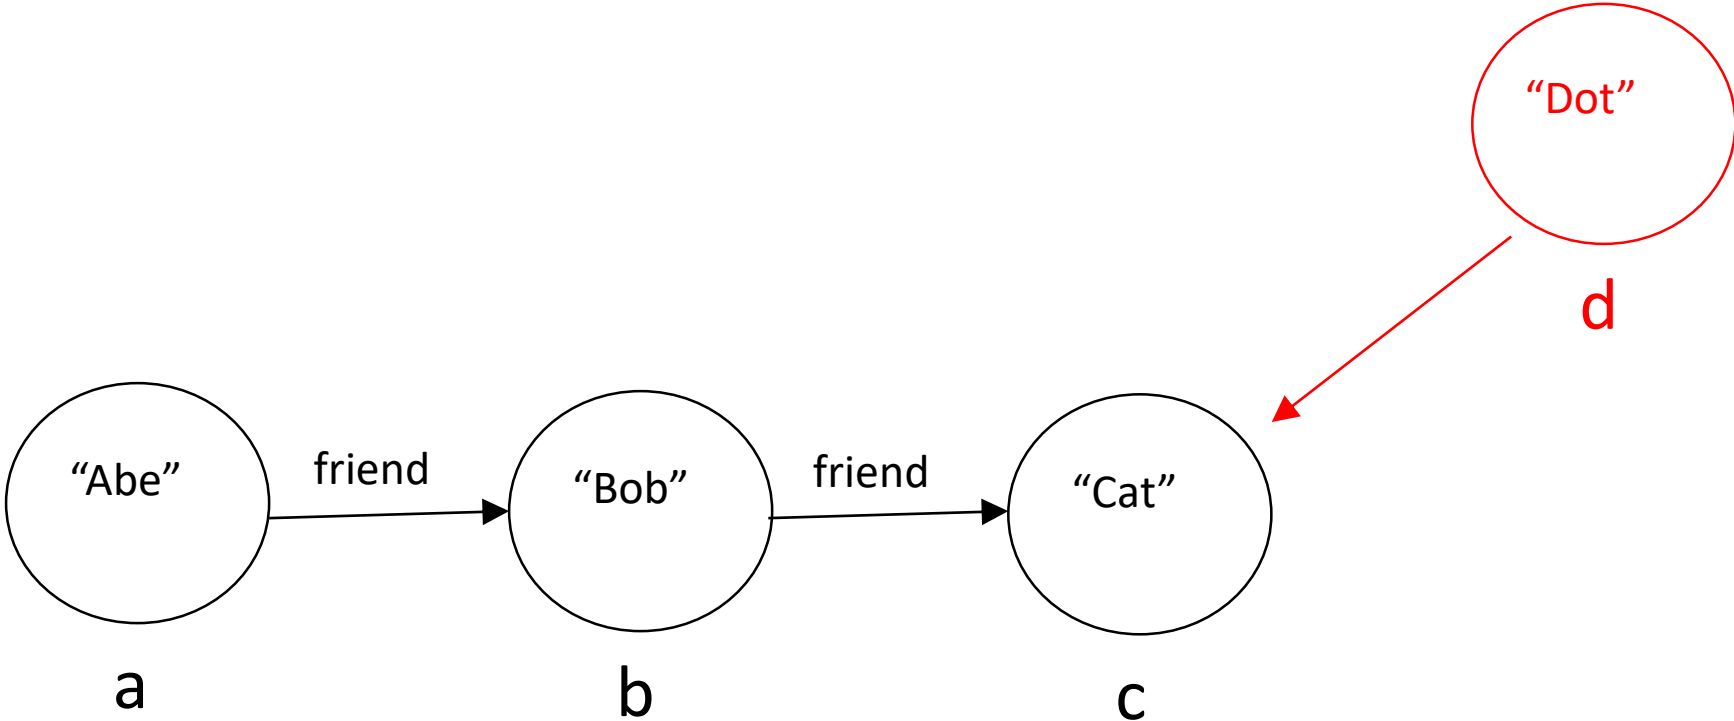 “Dot”
d
“Abe”
friend
“Bob”
friend
“Cat”
a
b
c